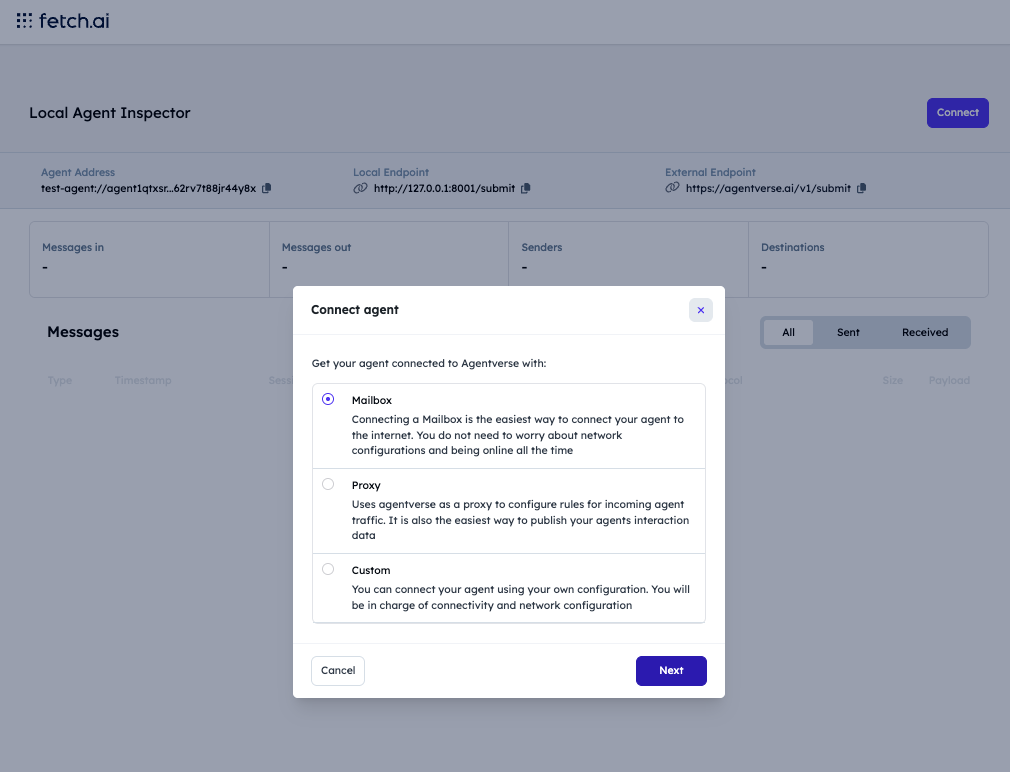 fetch.ai
Local Agent Inspector
Connect
Agent Address
Local Endpoint
External Endpoint
test-agent://agent1qtxsr...62rv7t88jr44y8x
http://127.0.0.1:8001/submit
https://agentverse.ai/v1/submit
Messages in
Messages out
Senders
Destinations
-
-
-
-
Connect agent
Messages
All
Sent
Received
Get your agent connected to Agentverse with:
Type
Timestamp
Size
Payload
Mailbox
Connecting a Mailbox is the easiest way to connect your agent to
the internet. You do not need to worry about network
configurations and being online all the time
Proxy
Uses agentverse as a proxy to configure rules for incoming agent
traffic. It is also the easiest way to publish your agents interaction
data
Custom
You can connect your agent using your own configuration. You will
be in charge of connectivity and network configuration
Cancel
Next